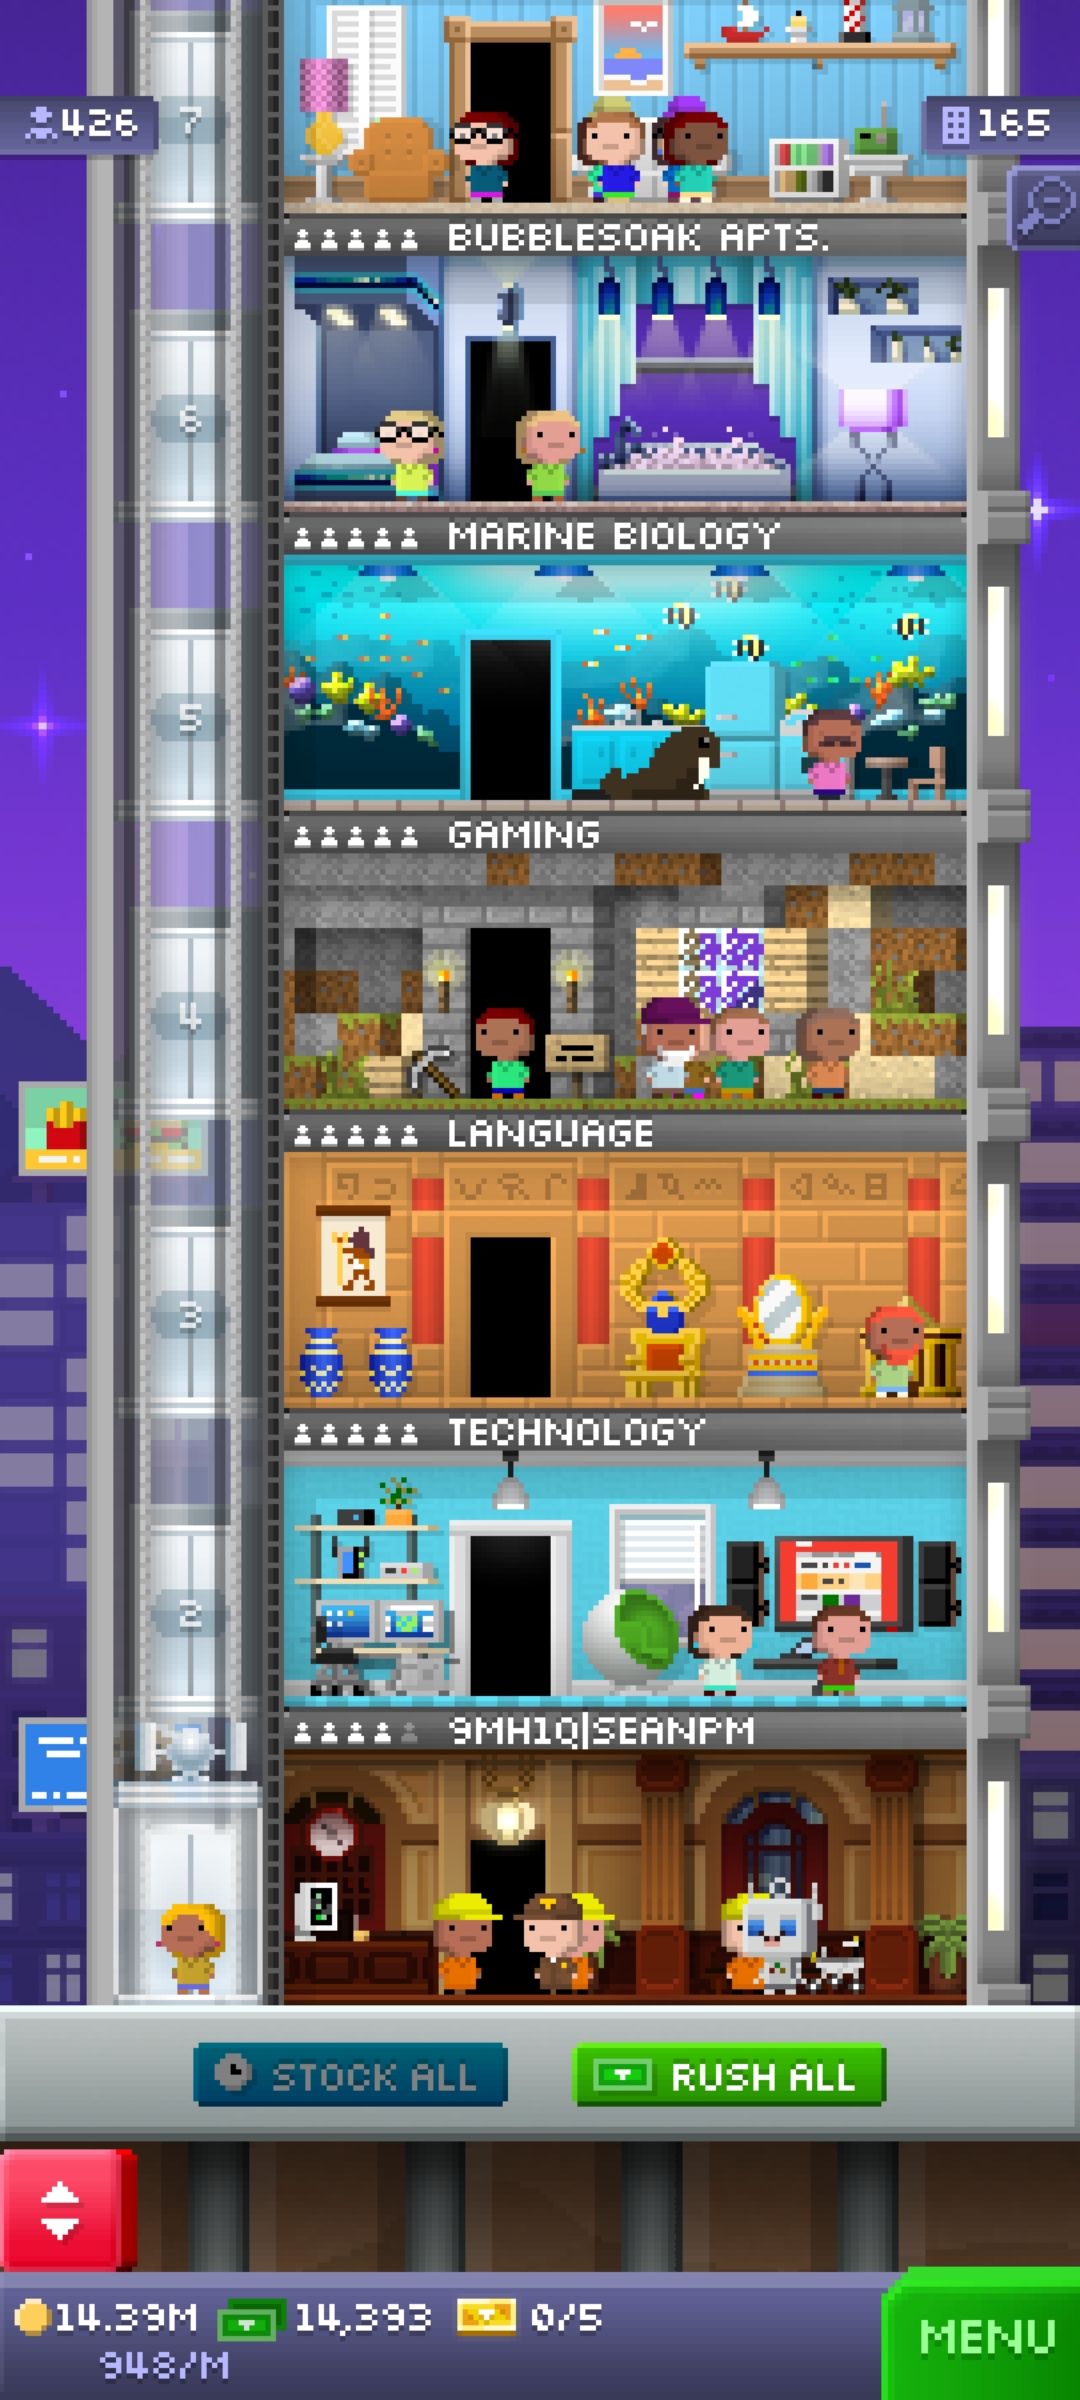 7
426
165
BUBBLESOAK APTS.
6
MARINE BIOLOGY
5
GAMING
4
LANGUAGE
3
TECHNOLOGY
2
9MH1Q|SEANPM
STOCK ALL
RUSH ALL
14.39M
14,393
0/5
948/M
MENU